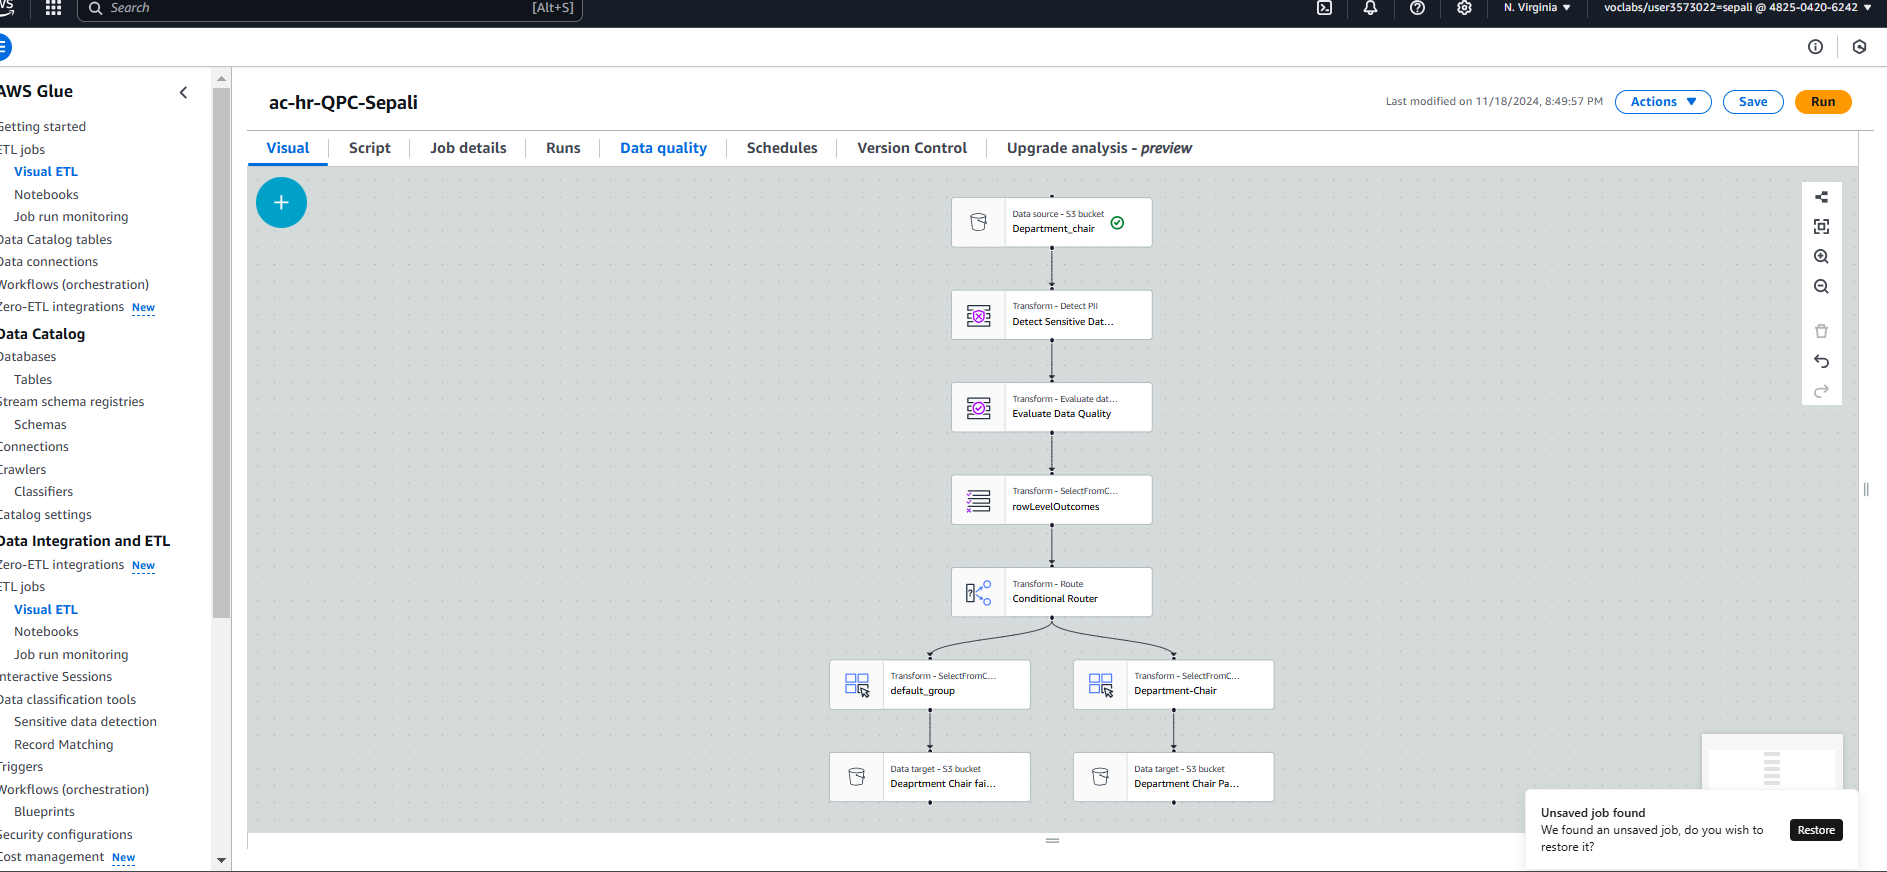 Search
[Alt+S]
N. Virginia
voclabs/user3573022=sepali @ 4825-0420-6242
AWS Glue
Getting started
ETL jobs
Visual ETL
Notebooks
Job run monitoring
Data Catalog tables
Data connections
Workflows (orchestration)
Zero-ETL integrations New
Data Catalog
Databases
Tables
Stream schema registries
Schemas
Connections
Crawlers
Classifiers
Catalog settings
Data Integration and ETL
Zero-ETL integrations New
ETL jobs
Visual ETL
Notebooks
Job run monitoring
Interactive Sessions
Data classification tools
Sensitive data detection
Record Matching
Triggers
Workflows (orchestration)
Blueprints
Security configurations
Cost management New
ac-hr-QPC-Sepali
Last modified on 11/18/2024, 8:49:57 PM
Actions
Save
Run
Visual
Script
Job details
Runs
Data quality
Schedules
Version Control
Upgrade analysis - preview
Data source - S3 bucket
Department_chair
Transform - Detect PII
Detect Sensitive Dat...
Transform - Evaluate dat...
Evaluate Data Quality
Transform - SelectFromC...
rowLevelOutcomes
Transform - Route
Conditional Router
Transform - SelectFromC...
default_group
Transform - SelectFromC...
Department-Chair
Data target - S3 bucket
Deaprtment Chair fai...
Data target - S3 bucket
Department Chair Pa...
Unsaved job found
We found an unsaved job, do you wish to
restore it?
Restore